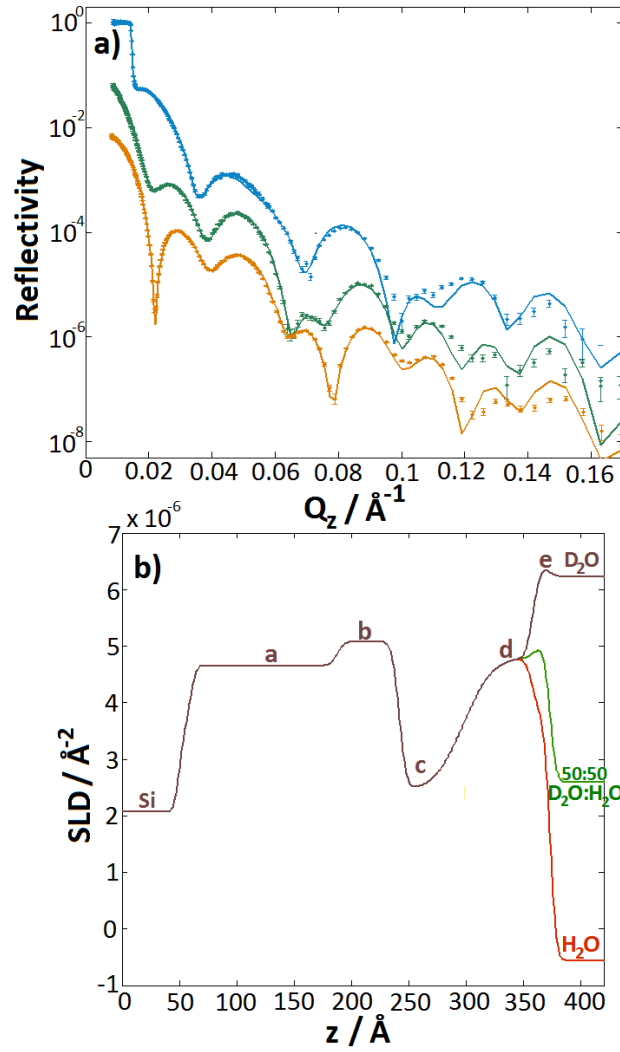 a)
10⁰
10⁻²
10⁻⁴
10⁻⁶
10⁻⁸
Reflectivity
0 0.02 0.04 0.06 0.08 0.1 0.12 0.14 0.16
Q_z / Å⁻¹
x 10⁻⁶
b)
7
6
5
4
3
2
1
0
-1
SLD / Å⁻²
Si
a
b
c
d
e
D₂O
50:50
D₂O:H₂O
H₂O
0 50 100 150 200 250 300 350 400
z / Å